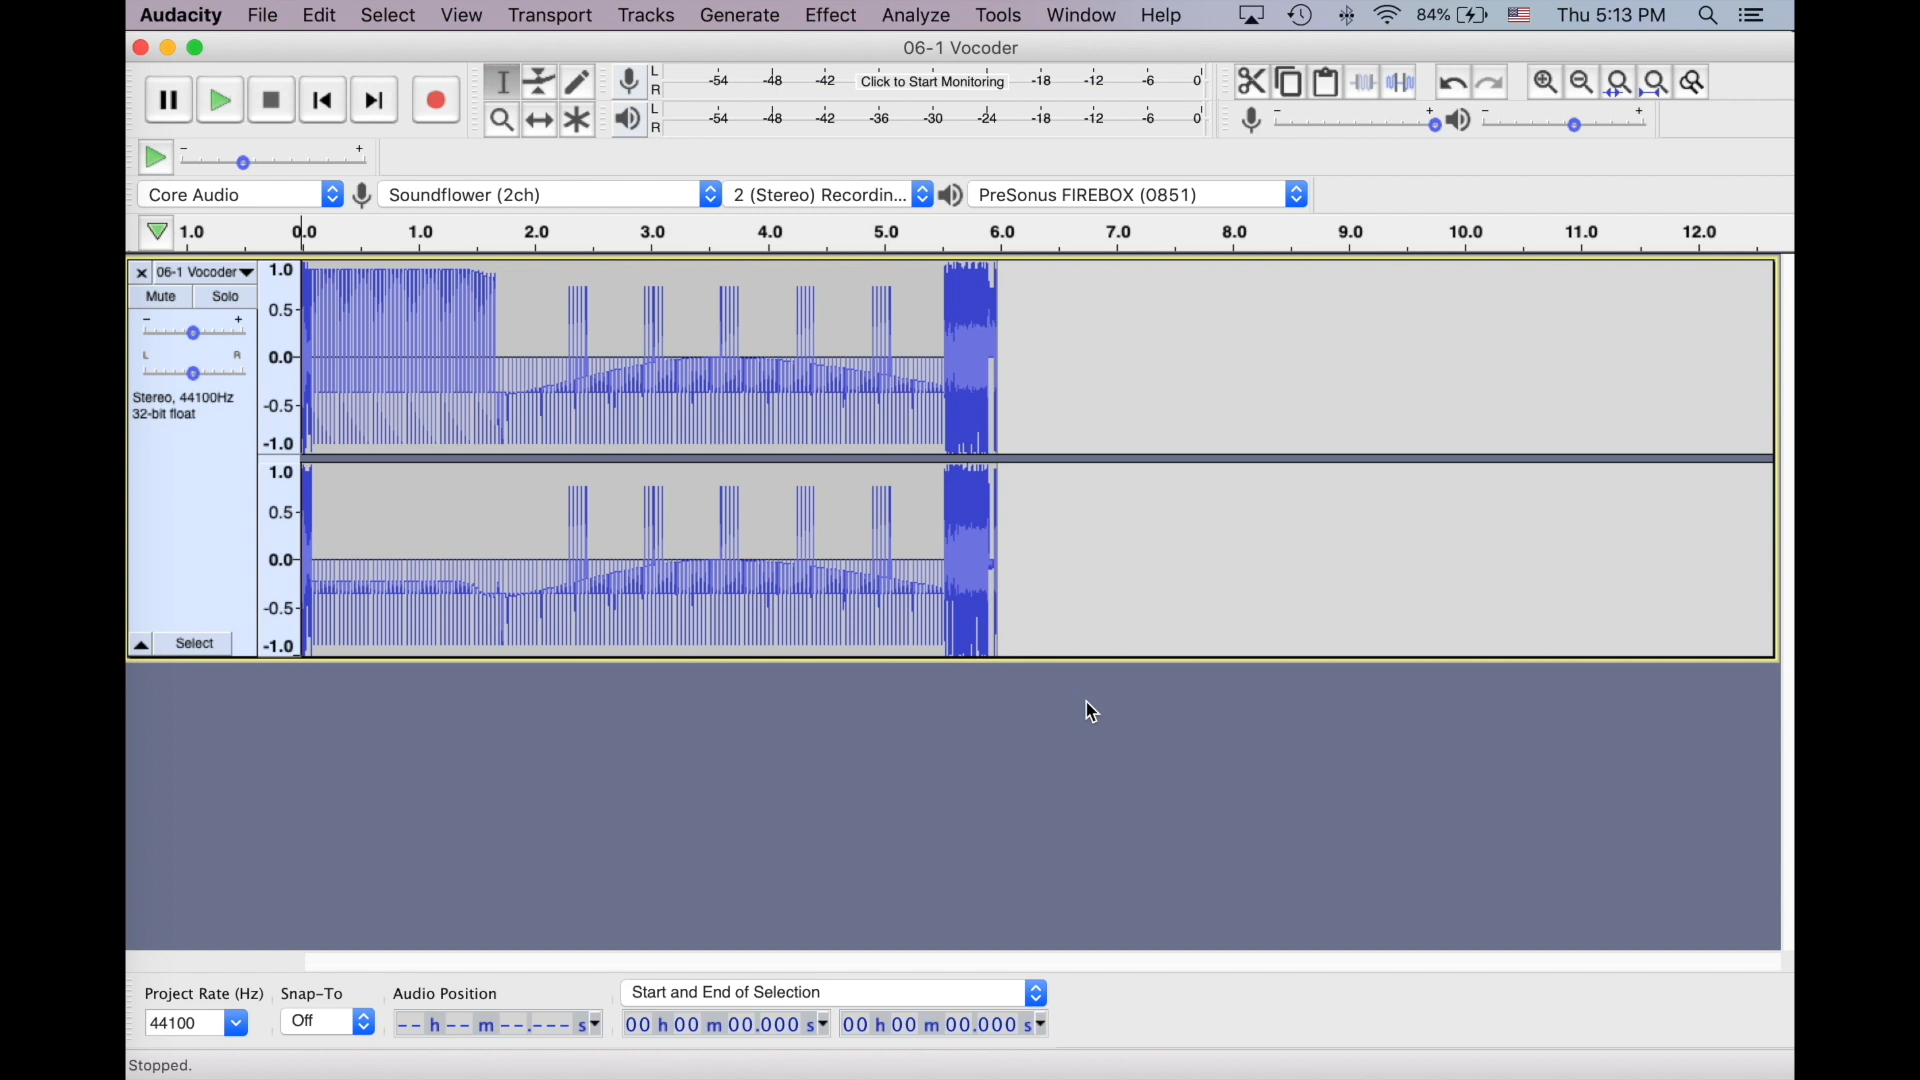 Audacity File Edit Select View Transport Tracks Generate Effect Analyze Tools Window Help 84% Thu 5:13 PM
06-1 Vocoder
L R -54 -48 -42 Click to Start Monitoring -18 -12 -6 0
L R -54 -48 -42 -36 -30 -24 -18 -12 -6 0
- + - +
- +
Core Audio Soundflower (2ch) 2 (Stereo) Recordin... PreSonus FIREBOX (0851)
1.0 0.0 1.0 2.0 3.0 4.0 5.0 6.0 7.0 8.0 9.0 10.0 11.0 12.0
06-1 Vocoder 1.0
Mute Solo
0.5
- +
L R
0.0
Stereo, 44100Hz
32-bit float
-0.5
-1.0
1.0
0.5
0.0
-0.5
Select -1.0
Project Rate (Hz) Snap-To Audio Position Start and End of Selection
44100 Off -- h -- m --.--- s 00 h 00 m 00.000 s 00 h 00 m 00.000 s
Stopped.